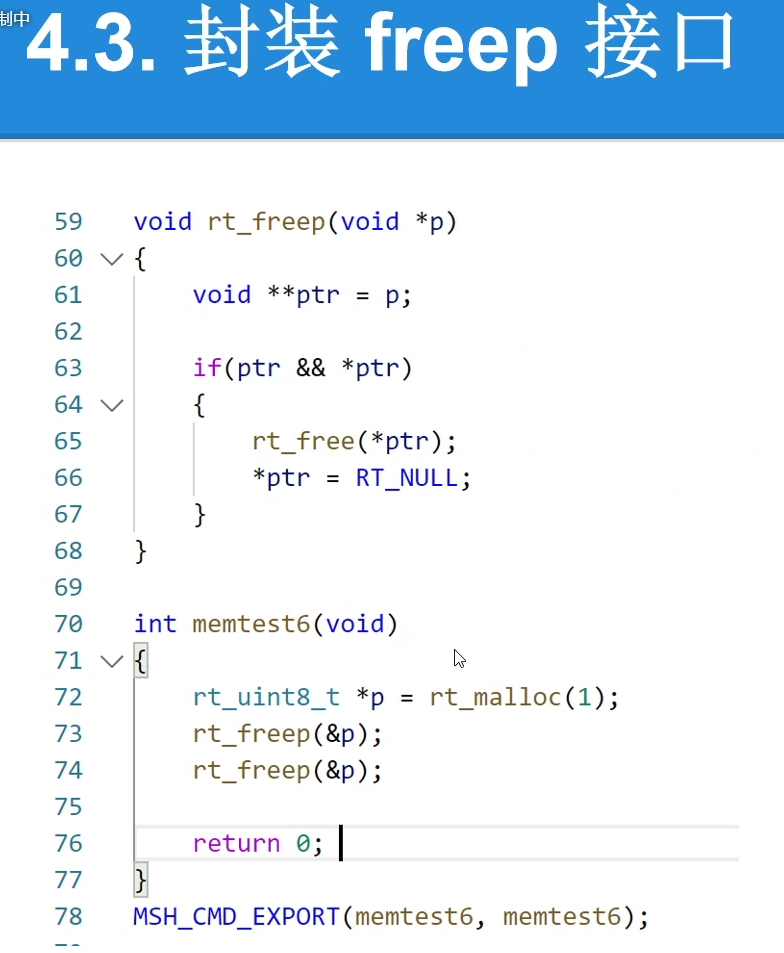 制中
4.3. 封装 freep 接口
59 void rt_freep(void *p)
60 {
61 void **ptr = p;
62
63 if(ptr && *ptr)
64 {
65 rt_free(*ptr);
66 *ptr = RT_NULL;
67 }
68 }
69
70 int memtest6(void)
71 {
72 rt_uint8_t *p = rt_malloc(1);
73 rt_freep(&p);
74 rt_freep(&p);
75
76 return 0;
77 }
78 MSH_CMD_EXPORT(memtest6, memtest6);